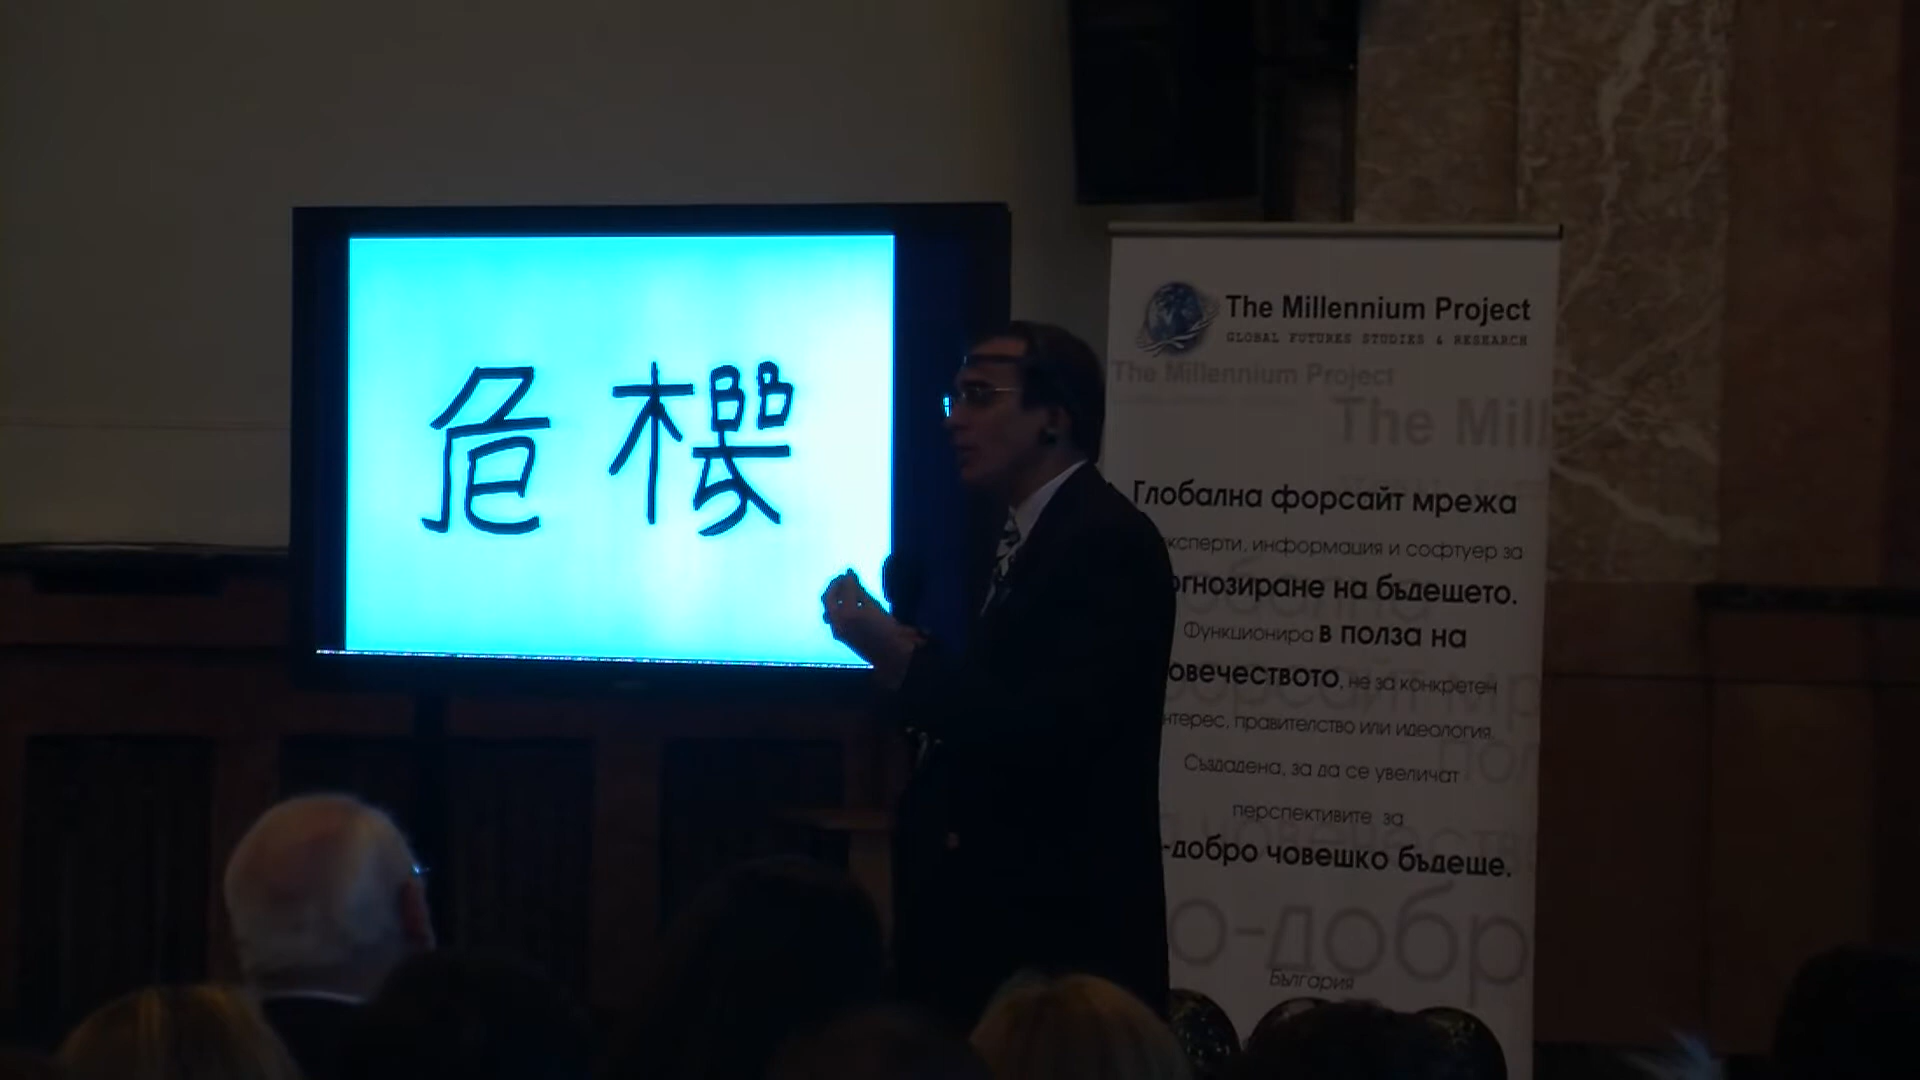 危機
The Millennium Project
GLOBAL FUTURES STUDIES & RESEARCH
The Millennium Project
The Mill
Глобална форсайт мрежа
ксперти, информация и софтуер за
огнозиране на бъдещето.
Функционира в полза на
овечеството, не за конкретен
нтерес, правителство или идеология.
Създадена, за да се увеличат
перспективите за
-добро човешко бъдеще.
о-добр
България